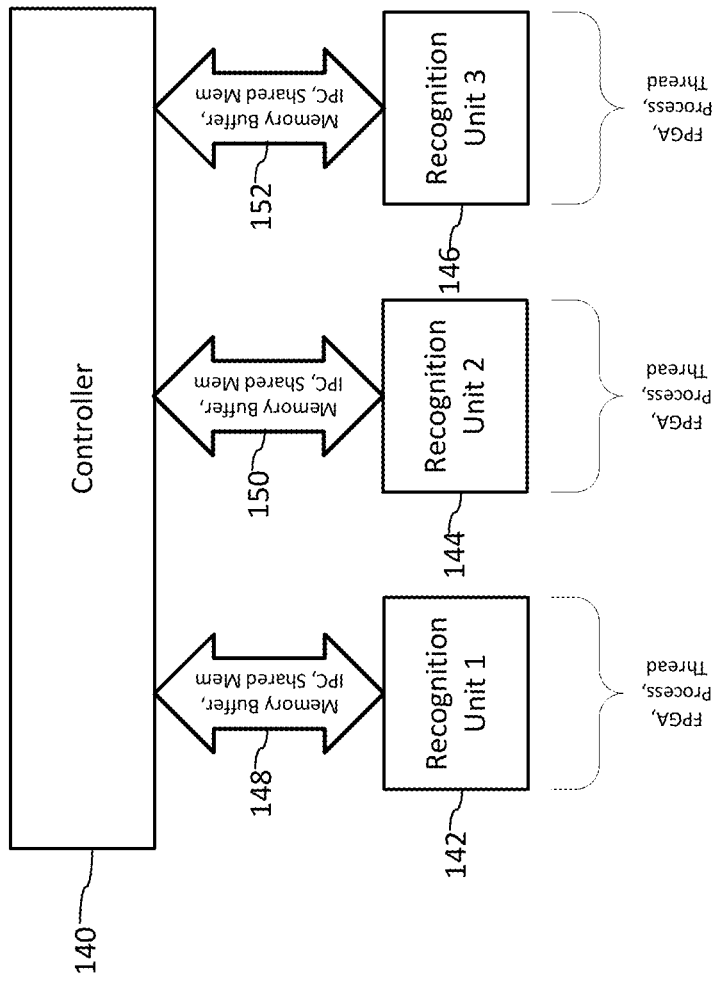 140
Controller
148
Memory Buffer,
IPC, Shared Mem
150
Memory Buffer,
IPC, Shared Mem
152
Memory Buffer,
IPC, Shared Mem
142
Recognition
Unit 1
144
Recognition
Unit 2
146
Recognition
Unit 3
FPGA,
Process,
Thread
FPGA,
Process,
Thread
FPGA,
Process,
Thread